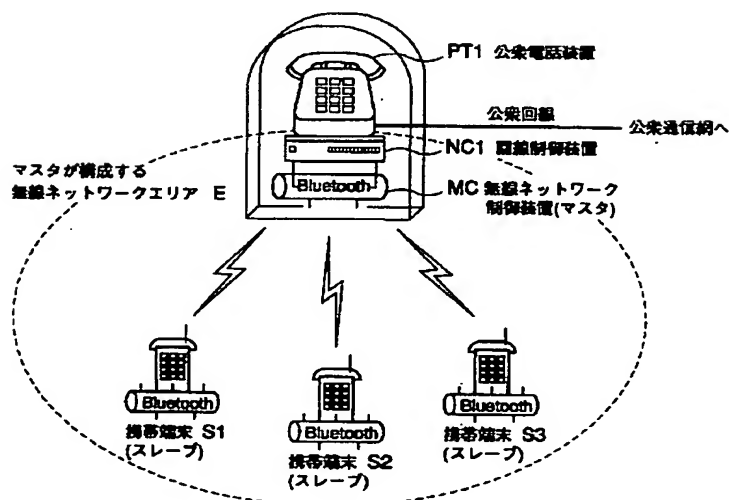 PT1 公衆電話装置
公衆回線
公衆通信網へ
NC1 回線制御装置
マスタが構成する
無線ネットワークエリア E
Bluetooth
MC 無線ネットワーク
制御装置(マスタ)
Bluetooth
携帯端末 S1
(スレーブ)
Bluetooth
携帯端末 S2
(スレーブ)
Bluetooth
携帯端末 S3
(スレーブ)